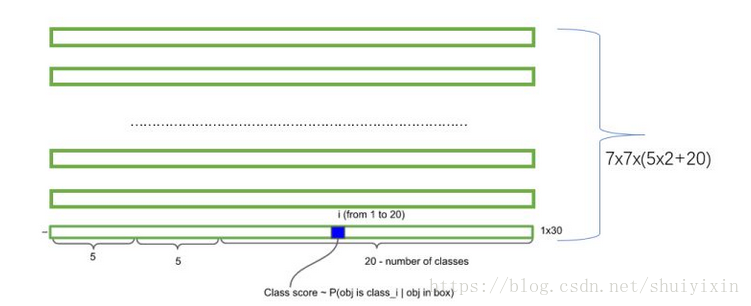 7x7x(5x2+20)
i (from 1 to 20)
1x30
5
5
20 - number of classes
https://blog.csdn.net/shuiyixin
Class score ~ P(obj is class_i | obj in box)